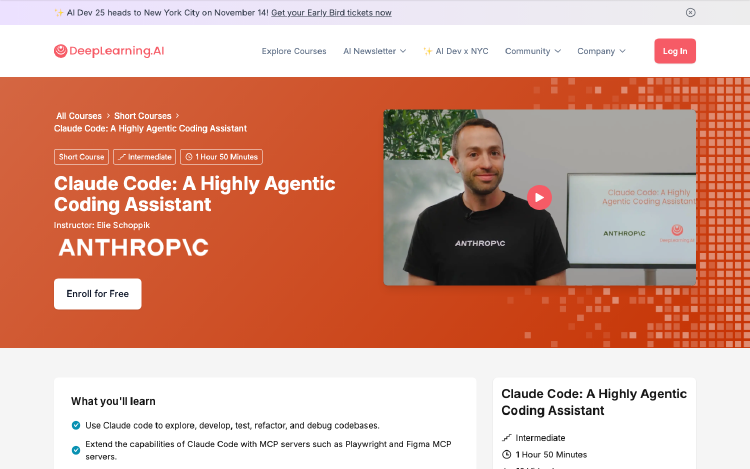 ✨ AI Dev 25 heads to New York City on November 14! Get your Early Bird tickets now
DeepLearning.AI
Explore Courses
AI Newsletter
✨ AI Dev x NYC
Community
Company
Log In
All Courses > Short Courses >
Claude Code: A Highly Agentic Coding Assistant
Short Course
Intermediate
1 Hour 50 Minutes
Claude Code: A Highly Agentic
Coding Assistant
Instructor: Elie Schoppik
ANTHROP\C
Enroll for Free
ANTHROP\C
Claude Code: A Highly
Agentic Coding Assistant
ANTHROP\C
What you'll learn
Use Claude code to explore, develop, test, refactor, and debug codebases.
Extend the capabilities of Claude Code with MCP servers such as Playwright and Figma MCP
servers.
Claude Code: A Highly Agentic
Coding Assistant
Intermediate
1 Hour 50 Minutes